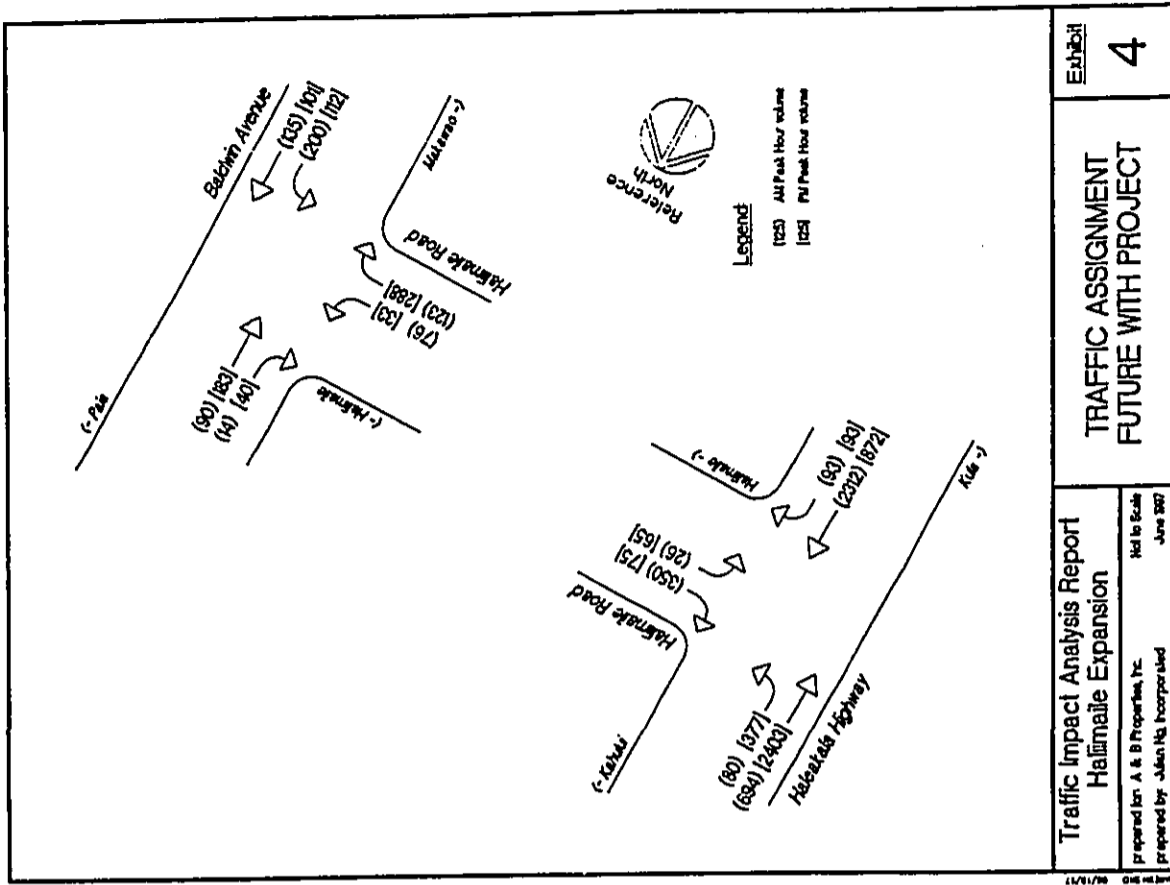 Baldwin Avenue
(135) [101]
(200) [112]
(- Paia
Makawao -)
(90) [183]
(14) [40]
Haliimaile Road
(- Haliimaile
(123) [288]
(76) [33]
Reference
North
Legend:
(125) AM Peak Hour volume
[125] PM Peak Hour volume
Haliimaile -)
(93) [93]
(2312) [872]
(26) [65]
(350) [75]
Haliimaile Road
Kula -)
(- Kahului
(80) [377]
(694) [2403]
Haleakala Highway
Traffic Impact Analysis Report
Haliimaile Expansion
prepared for: A & B Properties, Inc.
Not to Scale
prepared by: Julian Ng, Incorporated
June 1997
TRAFFIC ASSIGNMENT
FUTURE WITH PROJECT
Exhibit
4